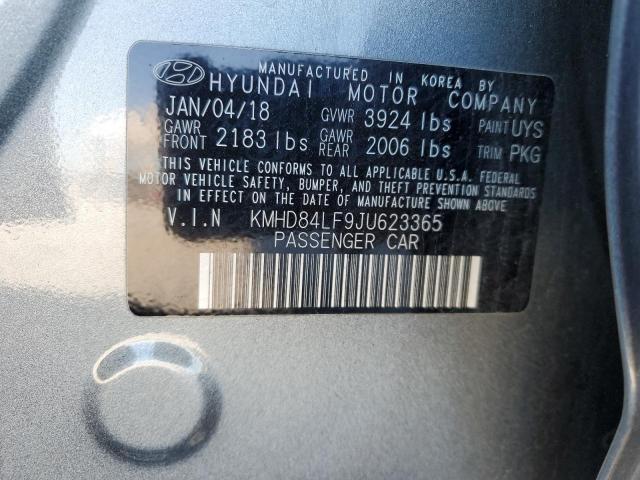 MANUFACTURED IN KOREA BY
HYUNDAI MOTOR COMPANY
JAN/04/18 GVWR 3924 lbs PAINT UYS
GAWR FRONT 2183 lbs GAWR REAR 2006 lbs TRIM PKG
THIS VEHICLE CONFORMS TO ALL APPLICABLE U.S.A. FEDERAL
MOTOR VEHICLE SAFETY, BUMPER, AND THEFT PREVENTION STANDARDS
IN EFFECT ON THE DATE OF MANUFACTURE SHOWN ABOVE
V.I.N KMHD84LF9JU623365
PASSENGER CAR